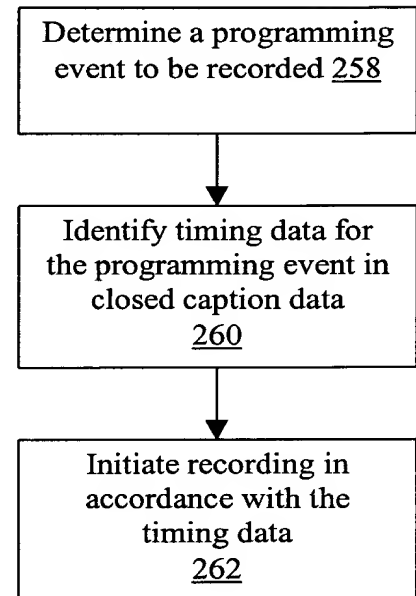 Determine a programming
event to be recorded 258
Identify timing data for
the programming event in
closed caption data
260
Initiate recording in
accordance with the
timing data
262